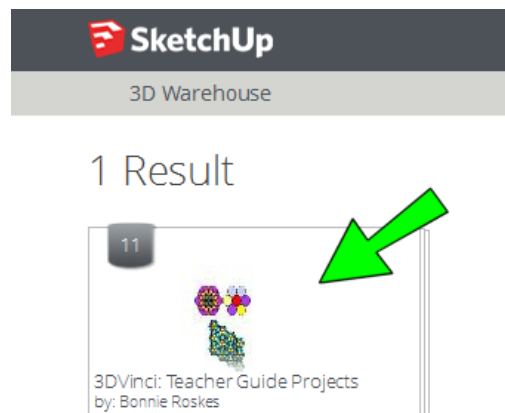 SketchUp
3D Warehouse
1 Result
11
3DVinci: Teacher Guide Projects
by: Bonnie Roskes